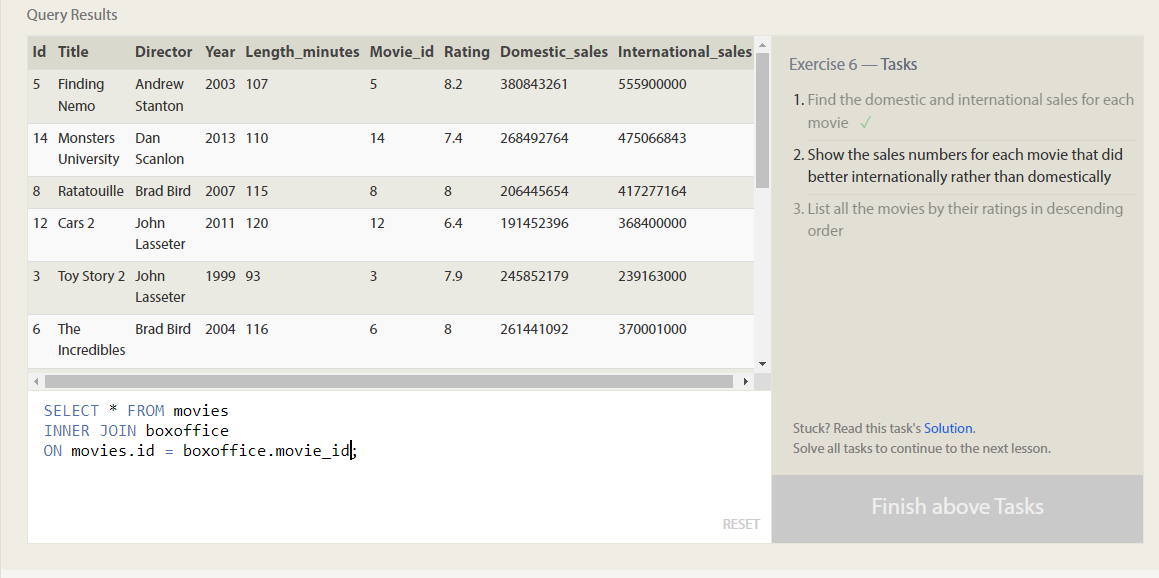 Query Results
Id Title Director Year Length_minutes Movie_id Rating Domestic_sales International_sales
5 Finding Andrew 2003 107 5 8.2 380843261 555900000
Nemo Stanton
14 Monsters Dan 2013 110 14 7.4 268492764 475066843
University Scanlon
8 Ratatouille Brad Bird 2007 115 8 8 206445654 417277164
12 Cars 2 John 2011 120 12 6.4 191452396 368400000
Lasseter
3 Toy Story 2 John 1999 93 3 7.9 245852179 239163000
Lasseter
6 The Brad Bird 2004 116 6 8 261441092 370001000
Incredibles
SELECT * FROM movies
INNER JOIN boxoffice
ON movies.id = boxoffice.movie_id;
RESET
Exercise 6 — Tasks
1. Find the domestic and international sales for each
movie ✓
2. Show the sales numbers for each movie that did
better internationally rather than domestically
3. List all the movies by their ratings in descending
order
Stuck? Read this task's Solution.
Solve all tasks to continue to the next lesson.
Finish above Tasks